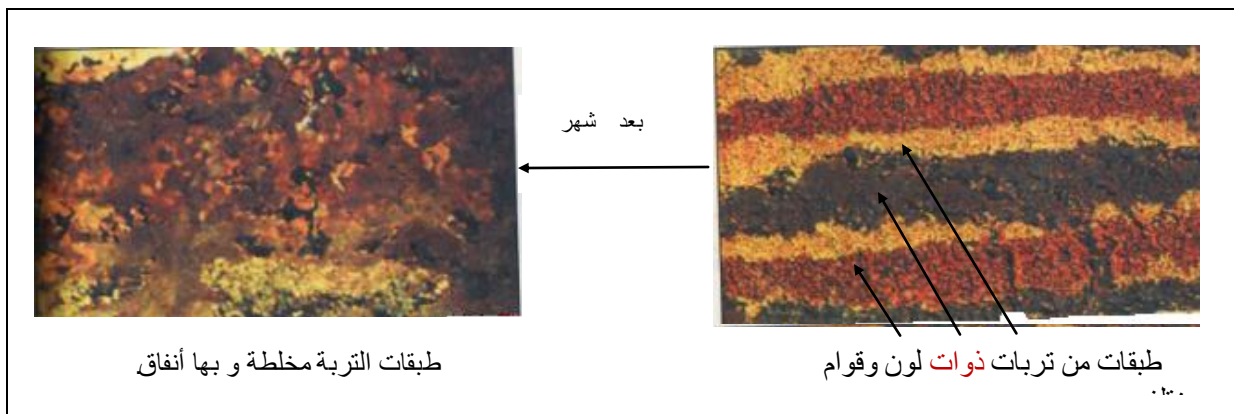 بعد شهر
طبقات من تربات ذوات لون وقوام
طبقات التربة مخلطة و بها أنفاق.